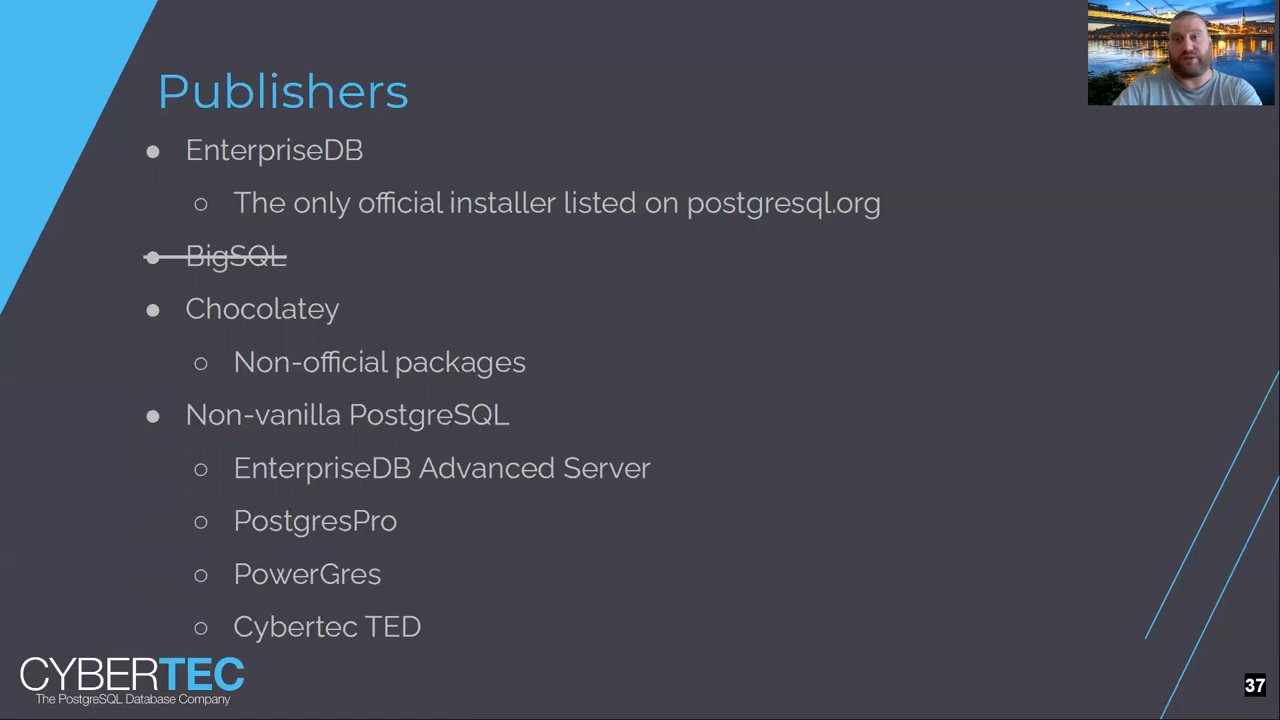 Publishers
● EnterpriseDB
○ The only official installer listed on postgresql.org
● BigSQL
● Chocolatey
○ Non-official packages
● Non-vanilla PostgreSQL
○ EnterpriseDB Advanced Server
○ PostgresPro
○ PowerGres
○ Cybertec TED
CYBERTEC
The PostgreSQL Database Company
37